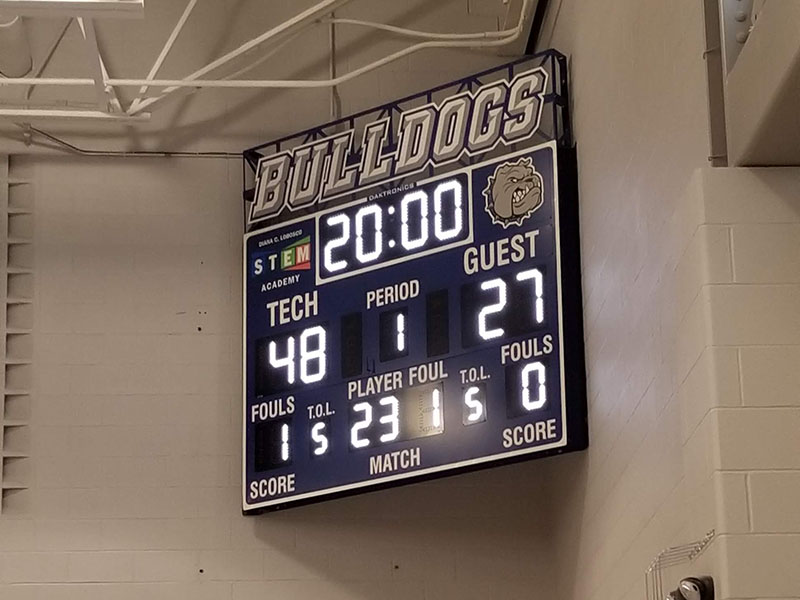 BULLDOGS
DAKTRONICS
DIANA C. LOBOSCO
STEM
ACADEMY
20:00
TECH
PERIOD
GUEST
48
1
27
FOULS
T.O.L.
PLAYER FOUL
T.O.L.
FOULS
1
5
23 1
5
0
SCORE
MATCH
SCORE